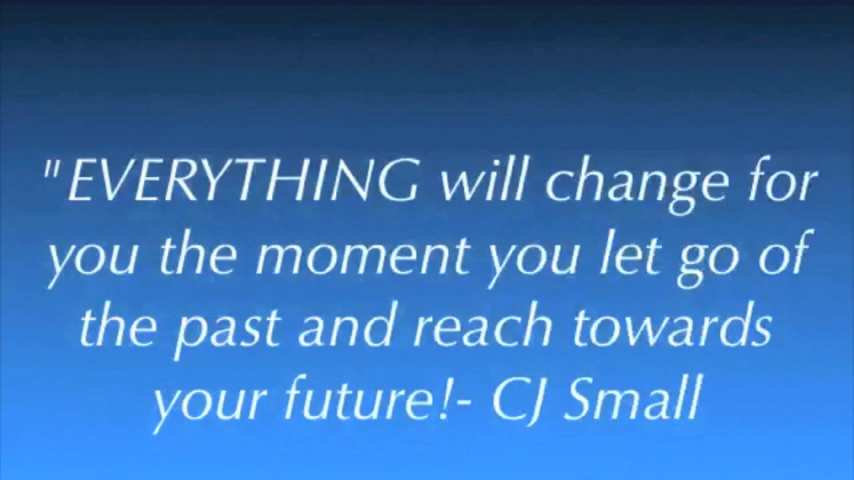 "EVERYTHING will change for
you the moment you let go of
the past and reach towards
your future!- CJ Small